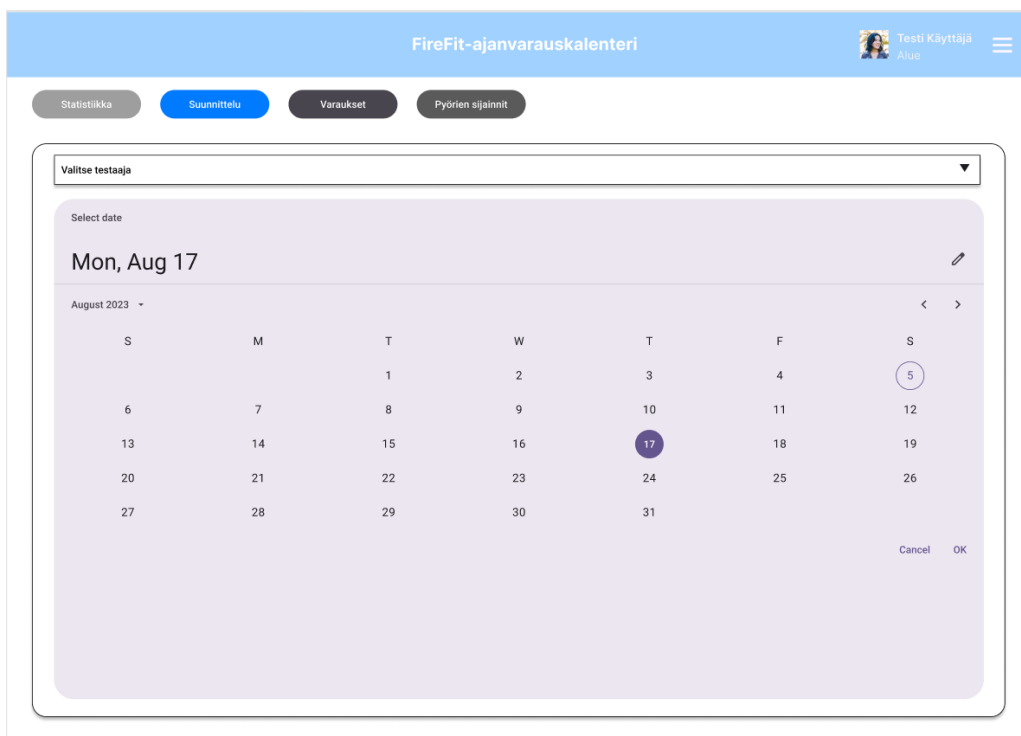 FireFit-ajanvarauskalenteri
Testi Käyttäjä
Alue
Statistiikka Suunnittelu Varaukset Pyörien sijainnit
Valitse testaaja
Select date
Mon, Aug 17
August 2023
S M T W T F S
1 2 3 4 5
6 7 8 9 10 11 12
13 14 15 16 17 18 19
20 21 22 23 24 25 26
27 28 29 30 31
Cancel OK